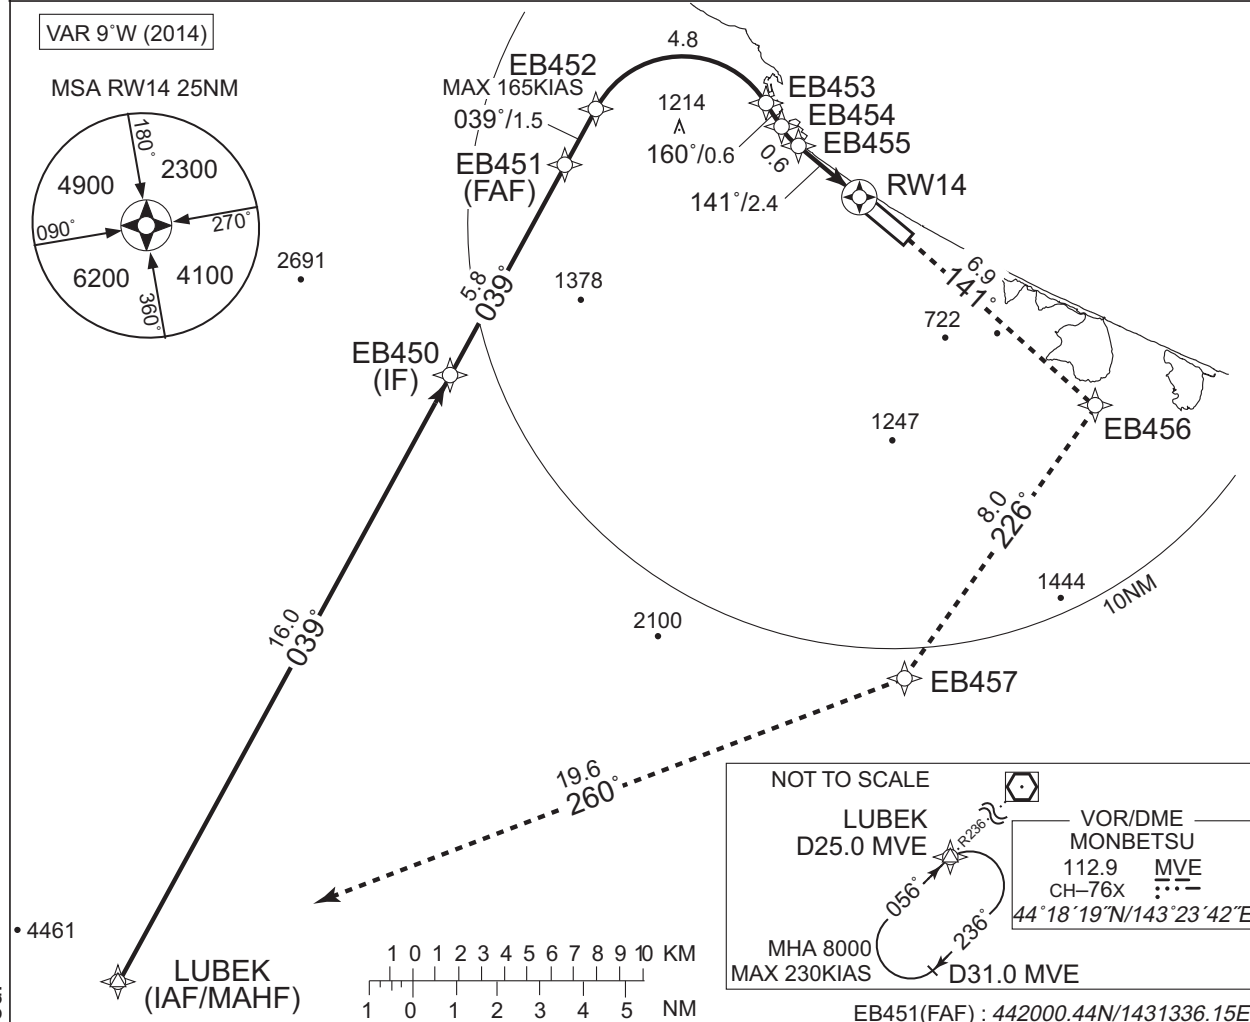 VAR 9°W (2014)
MSA RW14 25NM
180°
2300
4900
270°
090°
6200
4100
360°
2691
4.8
EB452
MAX 165KIAS
039°/1.5
EB451
(FAF)
1214
160°/0.6
EB453
EB454
EB455
0.6
141°/2.4
RW14
5.8
039°
1378
6.9
141°
722
EB450
(IF)
1247
EB456
8.0
226°
1444
10NM
16.0
039°
2100
EB457
19.6
260°
4461
LUBEK
(IAF/MAHF)
1 0 1 2 3 4 5 6 7 8 9 10 KM
1 0 1 2 3 4 5 NM
NOT TO SCALE
LUBEK
D25.0 MVE
R236
056°
236°
MHA 8000
MAX 230KIAS
D31.0 MVE
VOR/DME
MONBETSU
112.9 MVE
CH–76X
44°18´19˝N/143°23´42˝E
EB451(FAF) : 442000.44N/1431336.15E